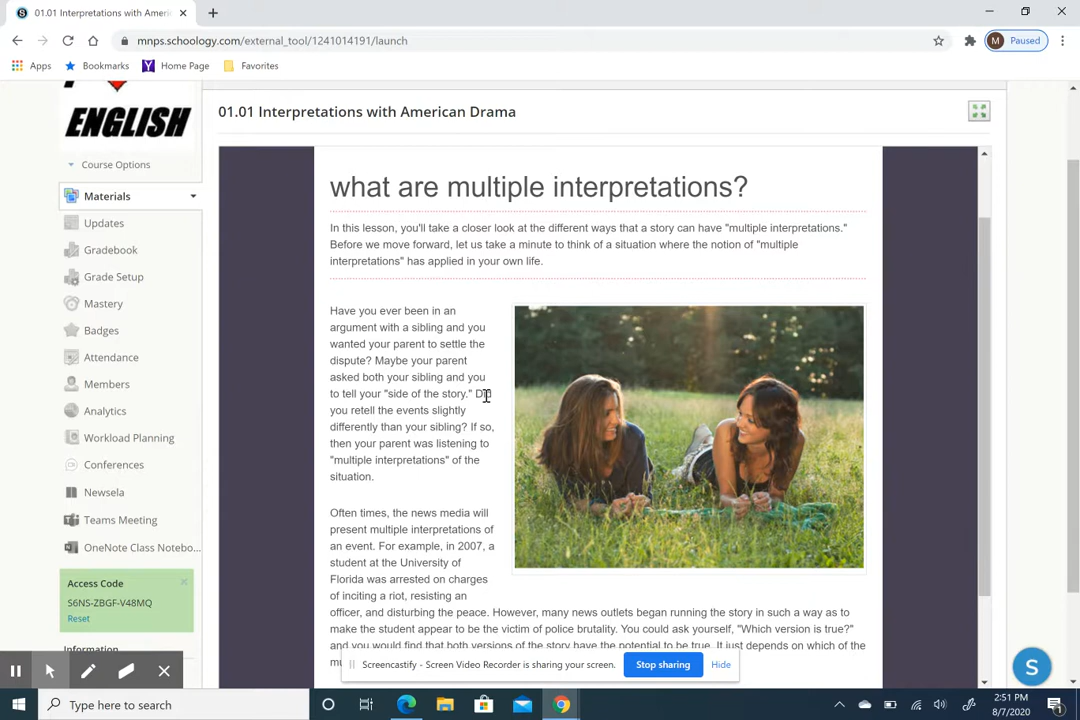 01.01 Interpretations with Ameri
mnps.schoology.com/external_tool/1241014191/launch
M Paused
Apps Bookmarks Home Page Favorites
ENGLISH
01.01 Interpretations with American Drama
Course Options
Materials
Updates
Gradebook
Grade Setup
Mastery
Badges
Attendance
Members
Analytics
Workload Planning
Conferences
Newsela
Teams Meeting
OneNote Class Notebo...
Access Code
S6NS-ZBGF-V48MQ
Reset
Information
what are multiple interpretations?
In this lesson, you'll take a closer look at the different ways that a story can have "multiple interpretations."
Before we move forward, let us take a minute to think of a situation where the notion of "multiple
interpretations" has applied in your own life.
Have you ever been in an
argument with a sibling and you
wanted your parent to settle the
dispute? Maybe your parent
asked both your sibling and you
to tell your "side of the story." Did
you retell the events slightly
differently than your sibling? If so,
then your parent was listening to
"multiple interpretations" of the
situation.
Often times, the news media will
present multiple interpretations of
an event. For example, in 2007, a
student at the University of
Florida was arrested on charges
of inciting a riot, resisting an
officer, and disturbing the peace. However, many news outlets began running the story in such a way as to
make the student appear to be the victim of police brutality. You could ask yourself, "Which version is true?"
and you would find that both versions of the story have the potential to be true. It just depends on which of the
Screencastify - Screen Video Recorder is sharing your screen. Stop sharing Hide
S
Type here to search
2:51 PM
8/7/2020